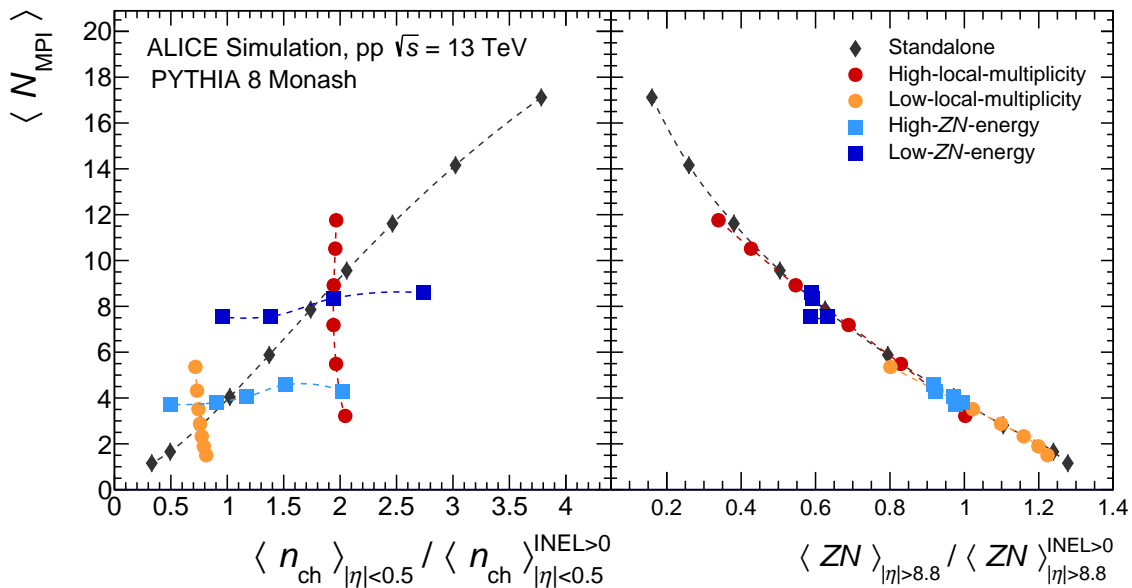 ⟨ N_MPI ⟩
20
18
16
14
12
10
8
6
4
2
0
ALICE Simulation, pp √s = 13 TeV
PYTHIA 8 Monash
0 0.5 1 1.5 2 2.5 3 3.5 4
⟨ n_ch ⟩_|η|<0.5 / ⟨ n_ch ⟩_|η|<0.5^INEL>0
Standalone
High-local-multiplicity
Low-local-multiplicity
High-ZN-energy
Low-ZN-energy
0.2 0.4 0.6 0.8 1 1.2 1.4
⟨ ZN ⟩_|η|>8.8 / ⟨ ZN ⟩_|η|>8.8^INEL>0